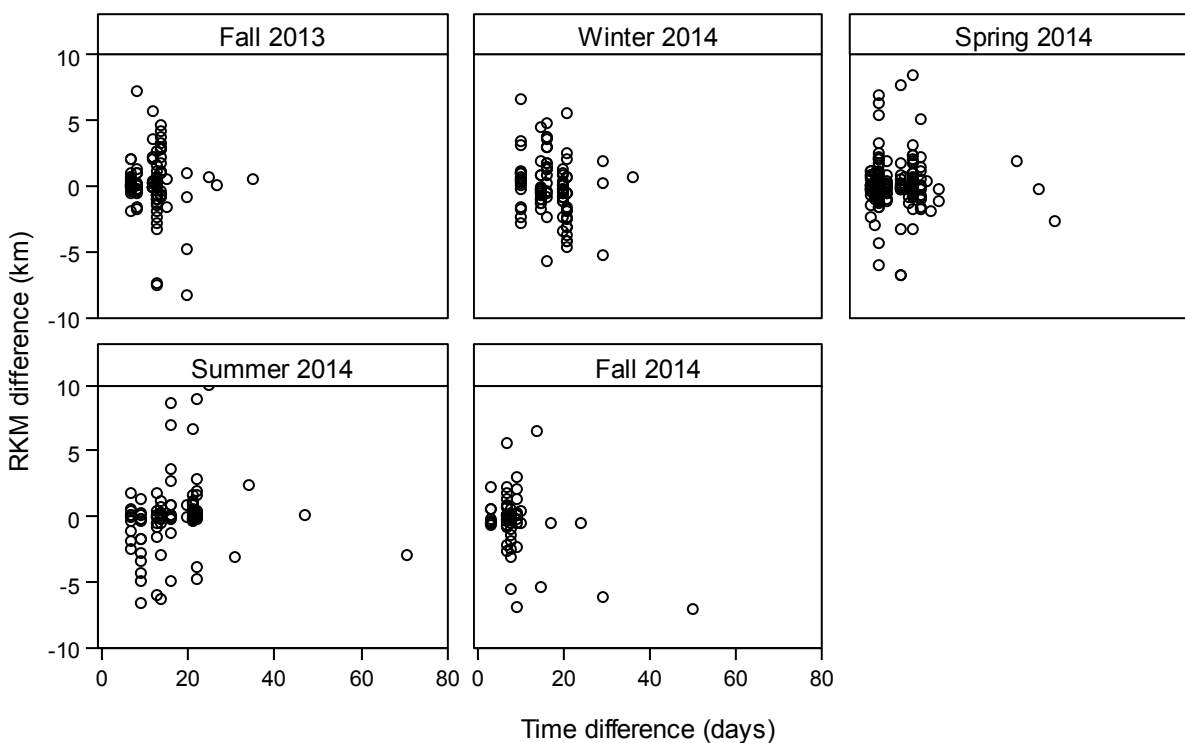 Fall 2013 Winter 2014 Spring 2014
10
5
0
-5
-10
RKM difference (km)
Summer 2014 Fall 2014
10
5
0
-5
-10
0 20 40 60 80 0 20 40 60 80
Time difference (days)